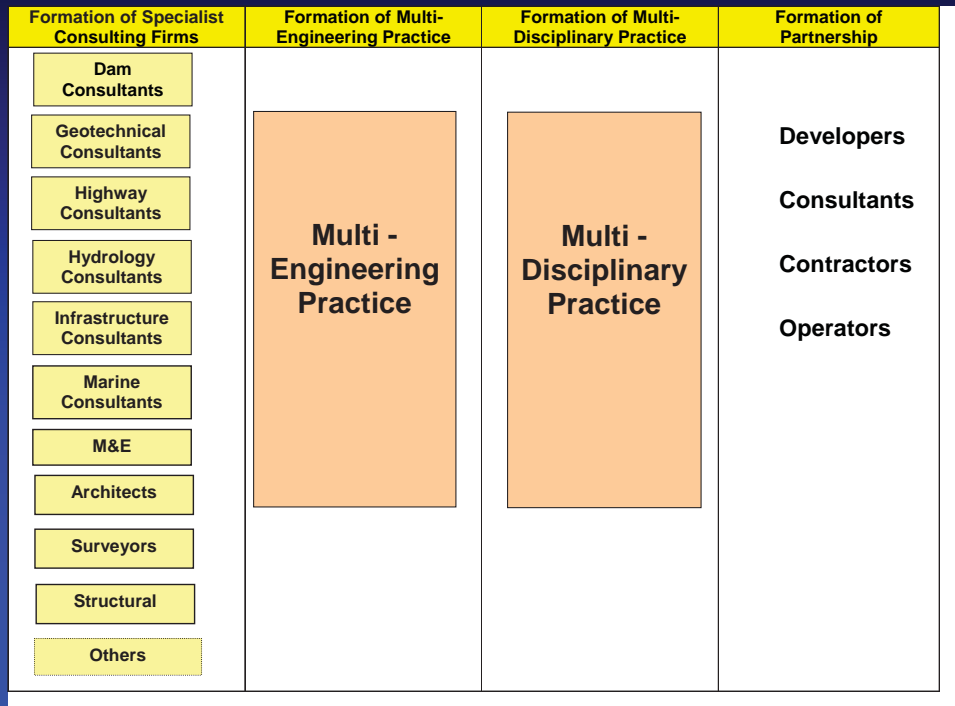 Formation of Specialist
Consulting Firms
Formation of Multi-
Engineering Practice
Formation of Multi-
Disciplinary Practice
Formation of
Partnership
Dam
Consultants
Geotechnical
Consultants
Highway
Consultants
Hydrology
Consultants
Infrastructure
Consultants
Marine
Consultants
M&E
Architects
Surveyors
Structural
Others
Multi -
Engineering
Practice
Multi -
Disciplinary
Practice
Developers
Consultants
Contractors
Operators